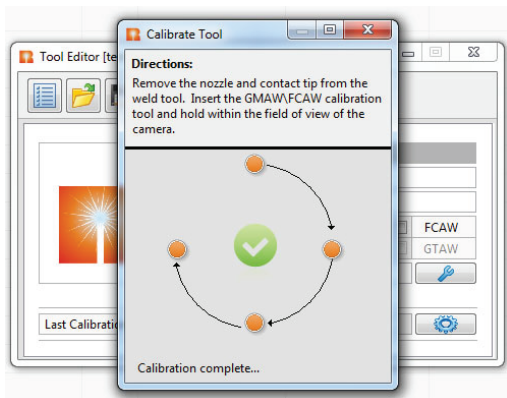 Calibrate Tool
Tool Editor [te
Directions:
Remove the nozzle and contact tip from the
weld tool. Insert the GMAW\FCAW calibration
tool and hold within the field of view of the
camera.
FCAW
GTAW
Last Calibratio
Calibration complete...